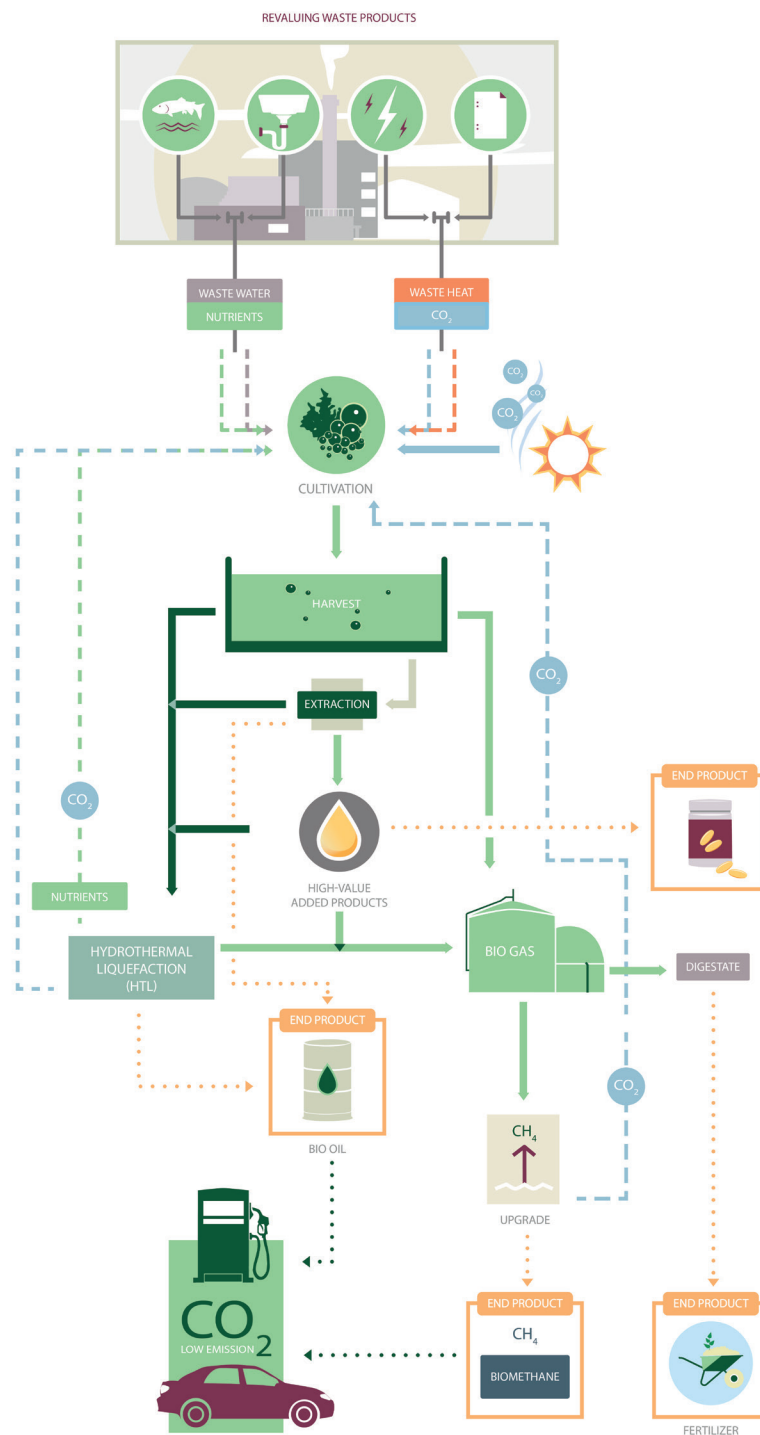 REVALUING WASTE PRODUCTS
WASTE WATER
NUTRIENTS
WASTE HEAT
CO₂
CO₂
CO₂
CO₂
CULTIVATION
HARVEST
CO₂
EXTRACTION
END PRODUCT
CO₂
HIGH-VALUE
ADDED PRODUCTS
NUTRIENTS
HYDROTHERMAL
LIQUEFACTION
(HTL)
BIO GAS
DIGESTATE
END PRODUCT
CO₂
BIO OIL
CH₄
UPGRADE
END PRODUCT
CH₄
BIOMETHANE
END PRODUCT
FERTILIZER
CO₂
LOW EMISSION